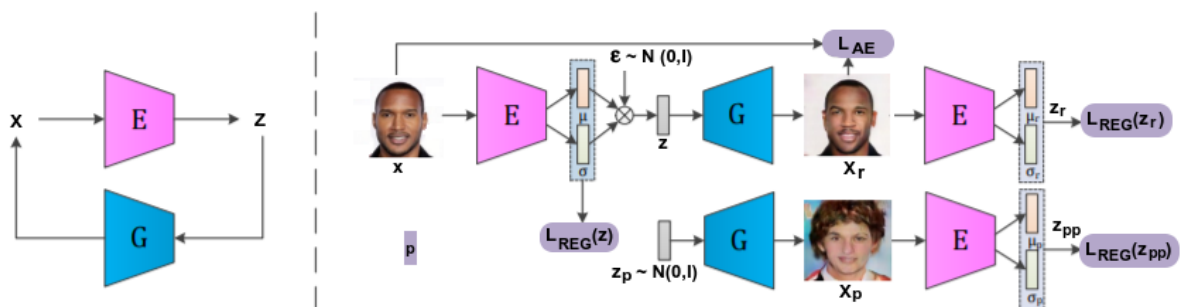 X
E
Z
G
L_AE
ε ~ N (0,I)
x
E
μ
σ
z
G
X_r
E
μ_r
σ_r
z_r
L_REG(z_r)
L_REG(z)
p
z_p ~ N(0,I)
G
X_p
E
μ_p
σ_p
z_pp
L_REG(z_pp)